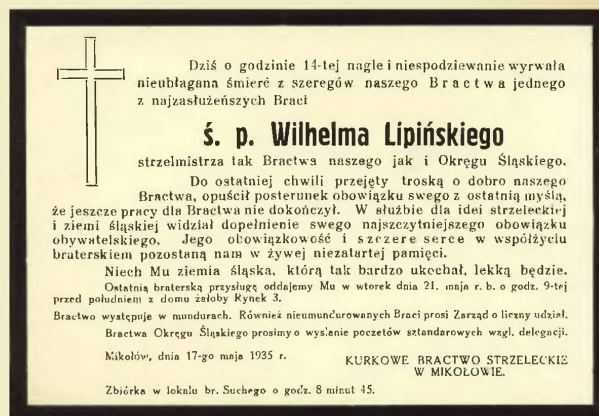 Dziś o godzinie 14-tej nagle i niespodziewanie wyrwała
nieubłagana śmierć z szeregów naszego Bractwa jednego
z najzasłużeńszych Braci
ś. p. Wilhelma Lipińskiego
strzelmistrza tak Bractwa naszego jak i Okręgu Śląskiego.
Do ostatniej chwili przejęty troską o dobro naszego
Bractwa, opuścił posterunek obowiązku swego z ostatnią myślą,
że jeszcze pracy dla Bractwa nie dokończył. W służbie dla idei strzeleckiej
i ziemi śląskiej widział dopełnienie swego najszczytniejszego obowiązku
obywatelskiego. Jego obowiązkowość i szczere serce w współżyciu
braterskiem pozostaną nam w żywej niezatartej pamięci.
Niech Mu ziemia śląska, którą tak bardzo ukochał, lekką będzie.
Ostatnią braterską przysługę oddajemy Mu w wtorek dnia 21. maja r. b. o godz. 9-tej
przed południem z domu żałoby Rynek 3.
Bractwo występuje w mundurach. Również nieumundurowanych Braci prosi Zarząd o liczny udział.
Bractwa Okręgu Śląskiego prosimy o wysłanie pocztów sztandarowych wzgl. delegacji.
Mikołów, dnia 17-go maja 1935 r.
KURKOWE BRACTWO STRZELECKIE
W MIKOŁOWIE.
Zbiórka w lokalu br. Suchego o godz. 8 minut 45.